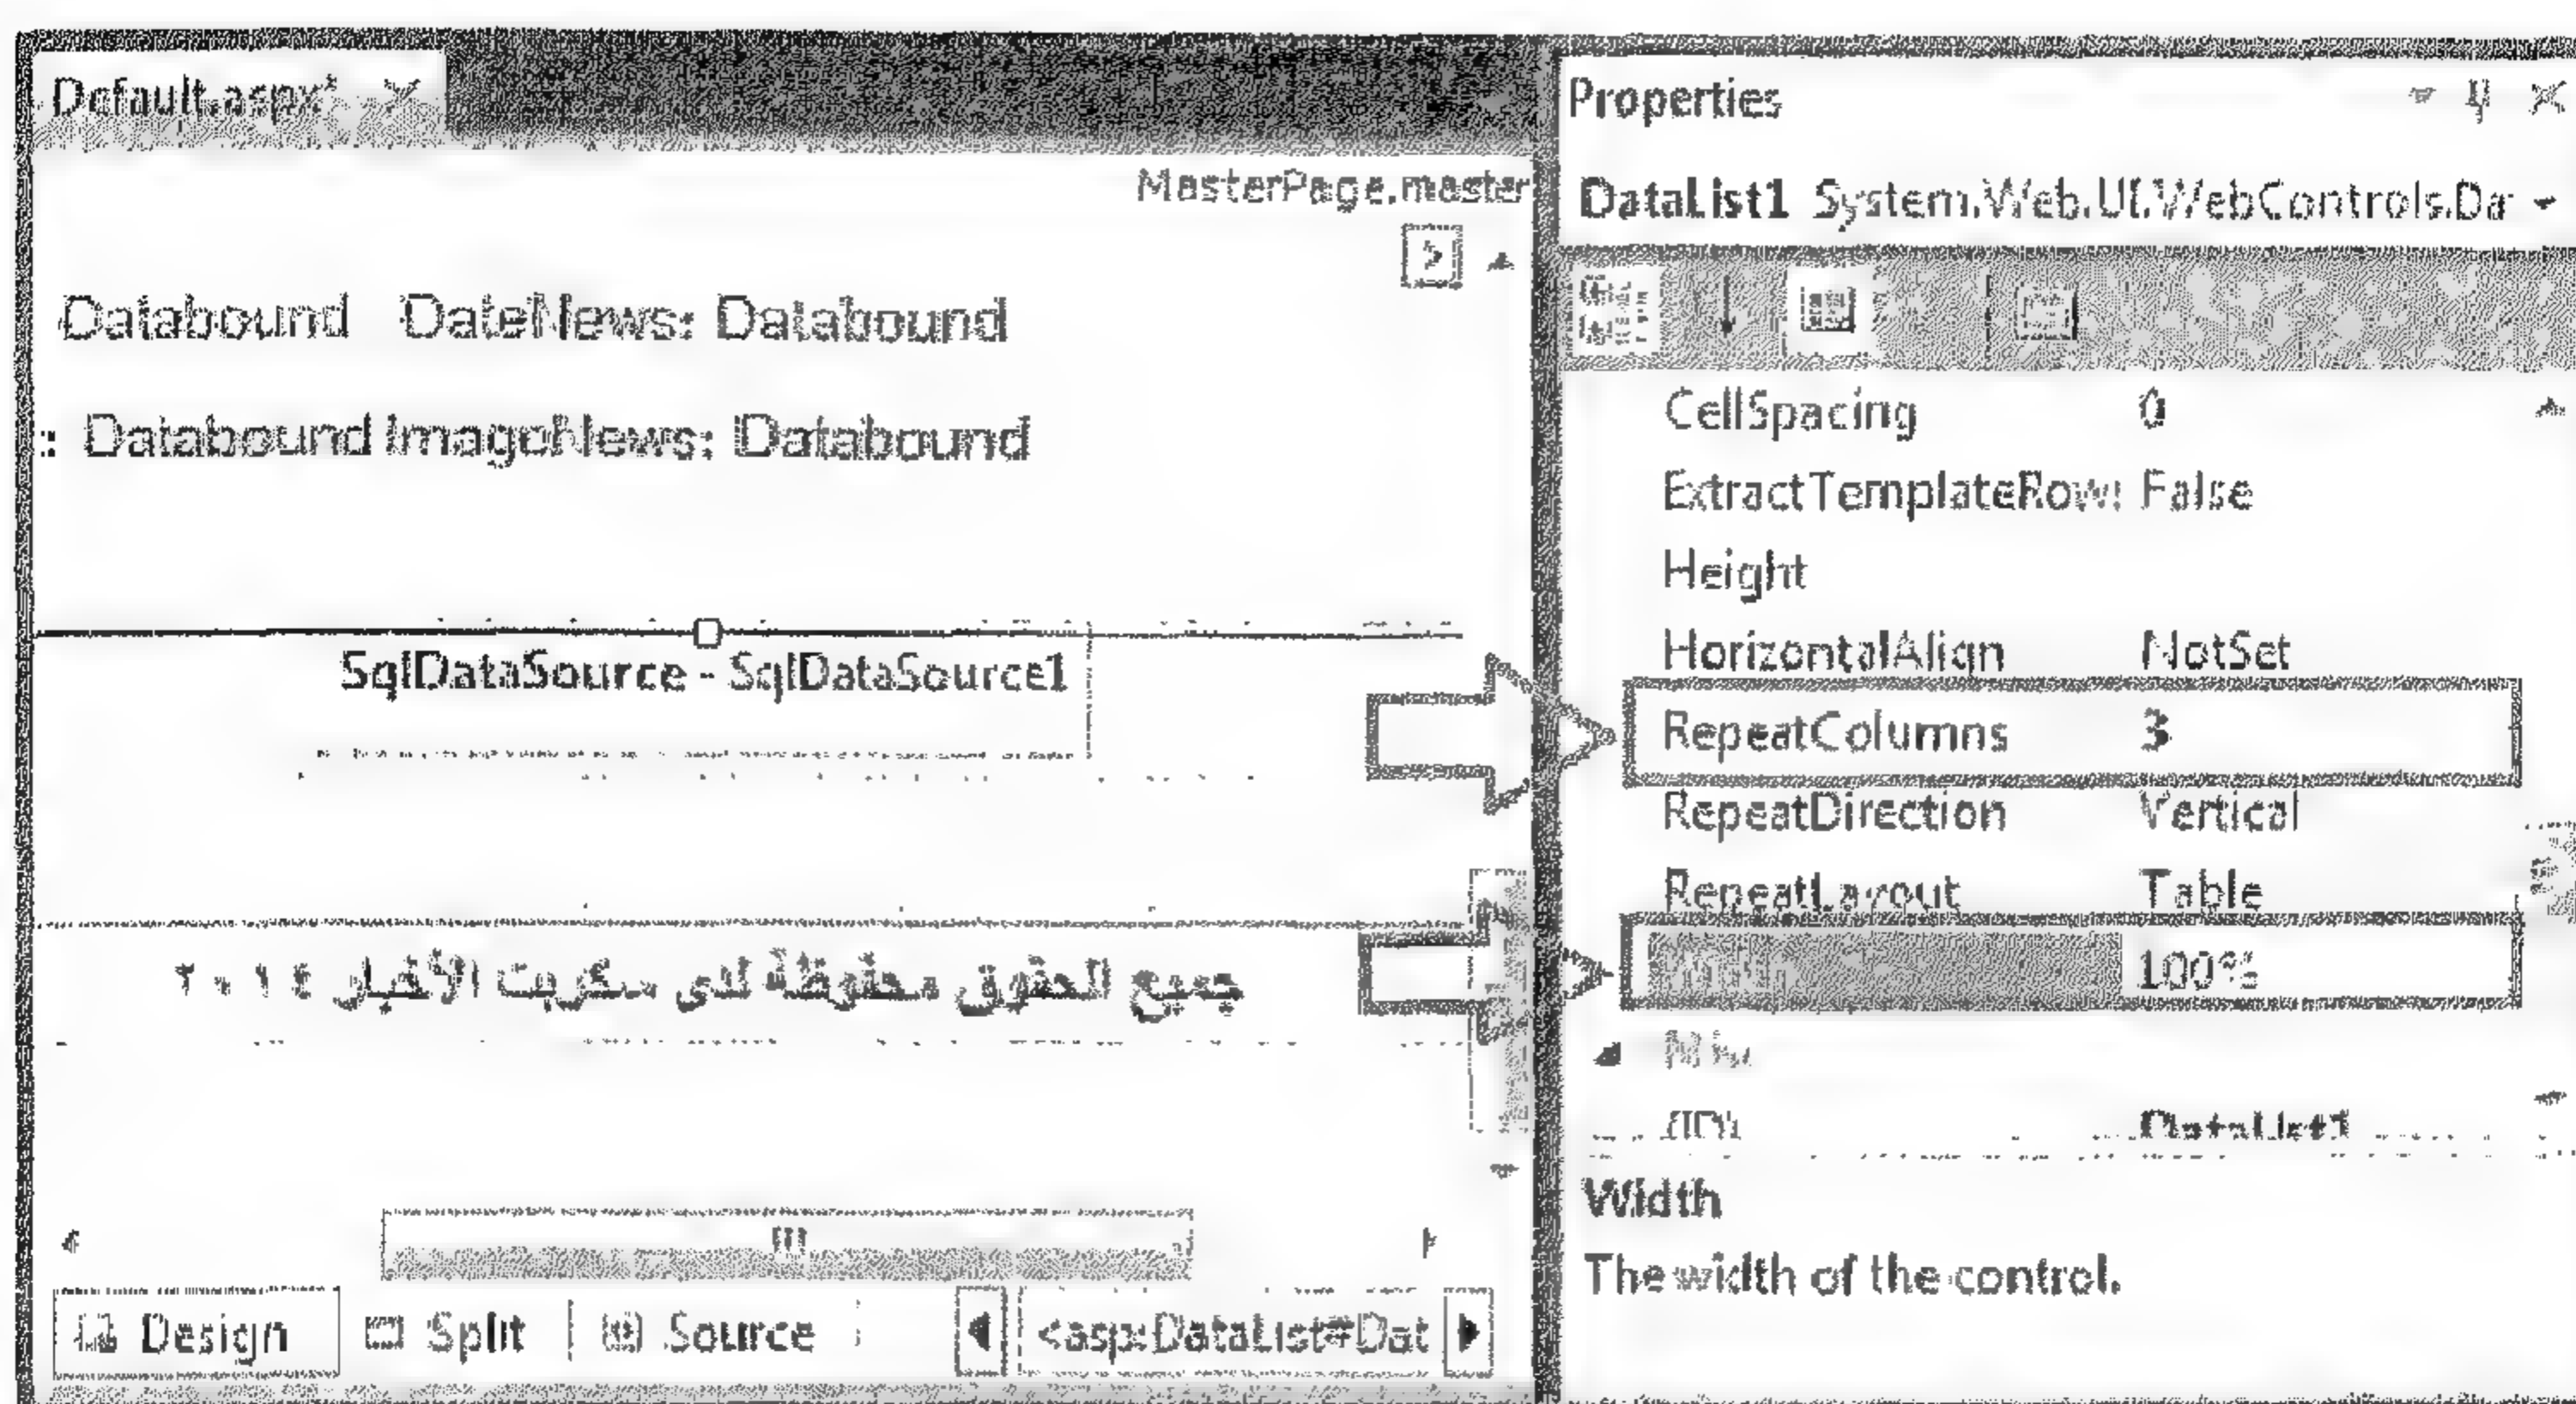 Default.aspx*
MasterPage.master
Databound DateNews: Databound
: Databound ImageNews: Databound
SqlDataSource - SqlDataSource1
جميع الحقوق محفوظة لدى سكربت الأخبار ٢٠١٤
Design Split Source <asp:DataList#Dat
Properties
DataList1 System.Web.UI.WebControls.Da
CellSpacing 0
ExtractTemplateRow False
Height
HorizontalAlign NotSet
RepeatColumns 3
RepeatDirection Vertical
RepeatLayout Table
100%
(ID) DataList1
Width
The width of the control.